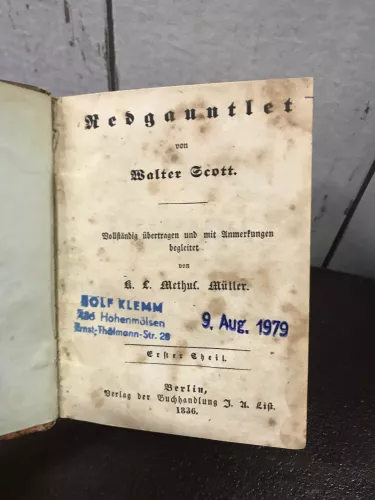 Redgauntlet
von
Walter Scott.
Vollständig übertragen und mit Anmerkungen
begleitet
von
K. L. Methus. Müller.
ROLF KLEMM
Hohenmölsen
Ernst-Thälmann-Str. 28
9. Aug. 1979
Erster Theil.
Berlin,
Verlag der Buchhandlung J. A. List.
1836.